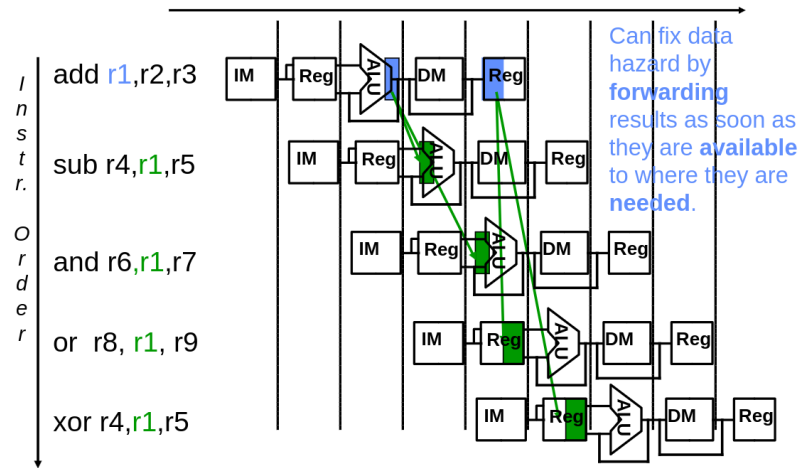 Instr. Order
Can fix data
hazard by
forwarding
results as soon as
they are available
to where they are
needed.
add r1,r2,r3
IM Reg ALU DM Reg
sub r4,r1,r5
IM Reg ALU DM Reg
and r6,r1,r7
IM Reg ALU DM Reg
or r8, r1, r9
IM Reg ALU DM Reg
xor r4,r1,r5
IM Reg ALU DM Reg